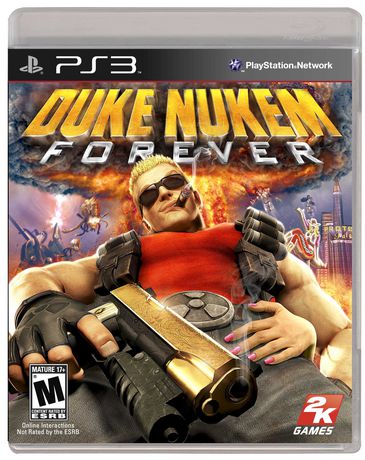 PS3
PlayStation Network
DUKE NUKEM
FOREVER
MATURE 17+
M
CONTENT RATED BY
ESRB
Online Interactions
Not Rated by the ESRB
2K
GAMES